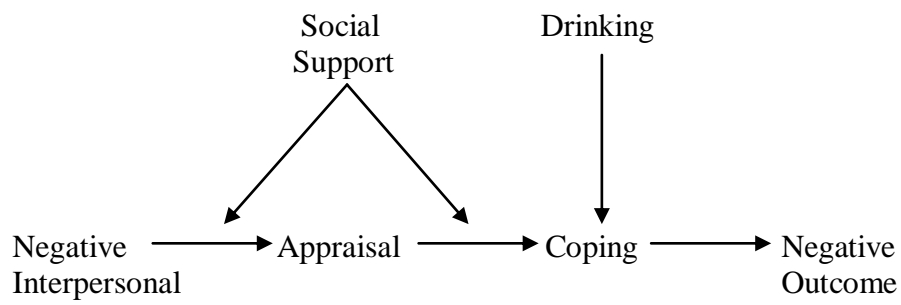 Social
Support
Drinking
Negative
Interpersonal
Appraisal
Coping
Negative
Outcome